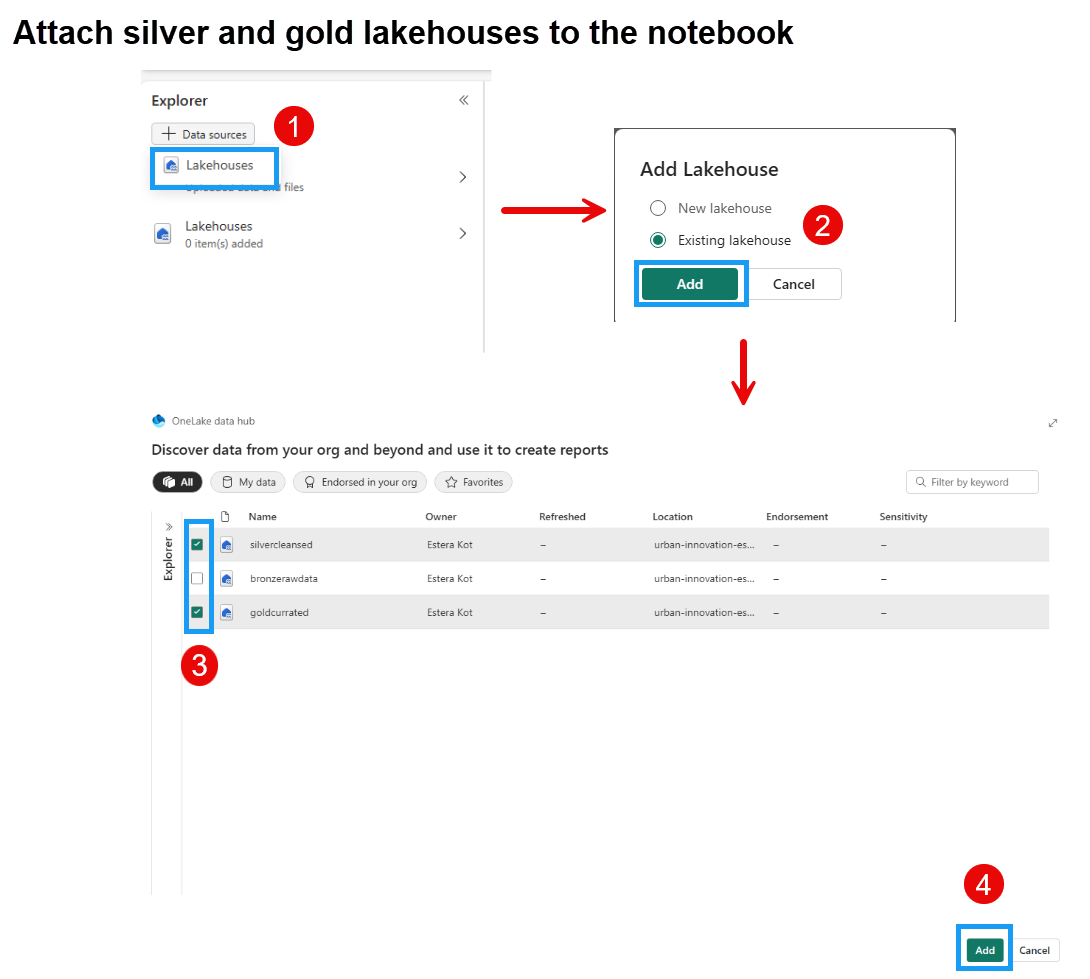 Attach silver and gold lakehouses to the notebook
Explorer
Data sources
1
Lakehouses
Uploaded data and files
Lakehouses
0 item(s) added
Add Lakehouse
New lakehouse
Existing lakehouse
2
Add Cancel
OneLake data hub
Discover data from your org and beyond and use it to create reports
All My data Endorsed in your org Favorites Filter by keyword
Explorer
Name Owner Refreshed Location Endorsement Sensitivity
silvercleansed Estera Kot – urban-innovation-es... – –
bronzerawdata Estera Kot – urban-innovation-es... – –
goldcurrated Estera Kot – urban-innovation-es... – –
3
4
Add Cancel